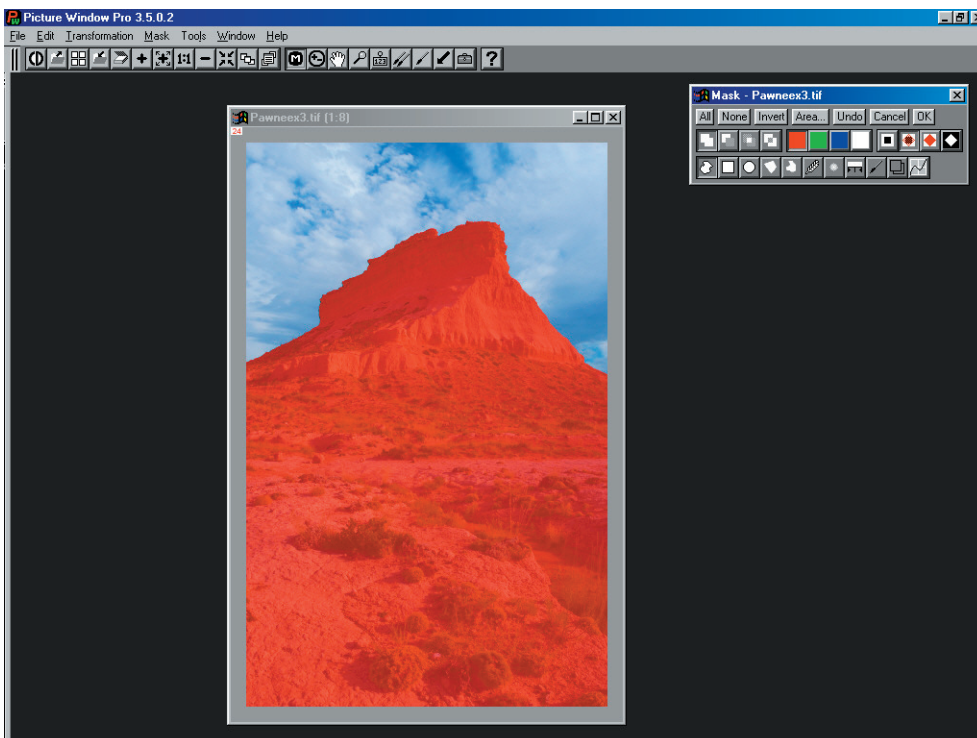 Picture Window Pro 3.5.0.2
File Edit Transformation Mask Tools Window Help
1:1 M ?
Mask - Pawneex3.tif
All None Invert Area... Undo Cancel OK
Pawneex3.tif [1:8]
24